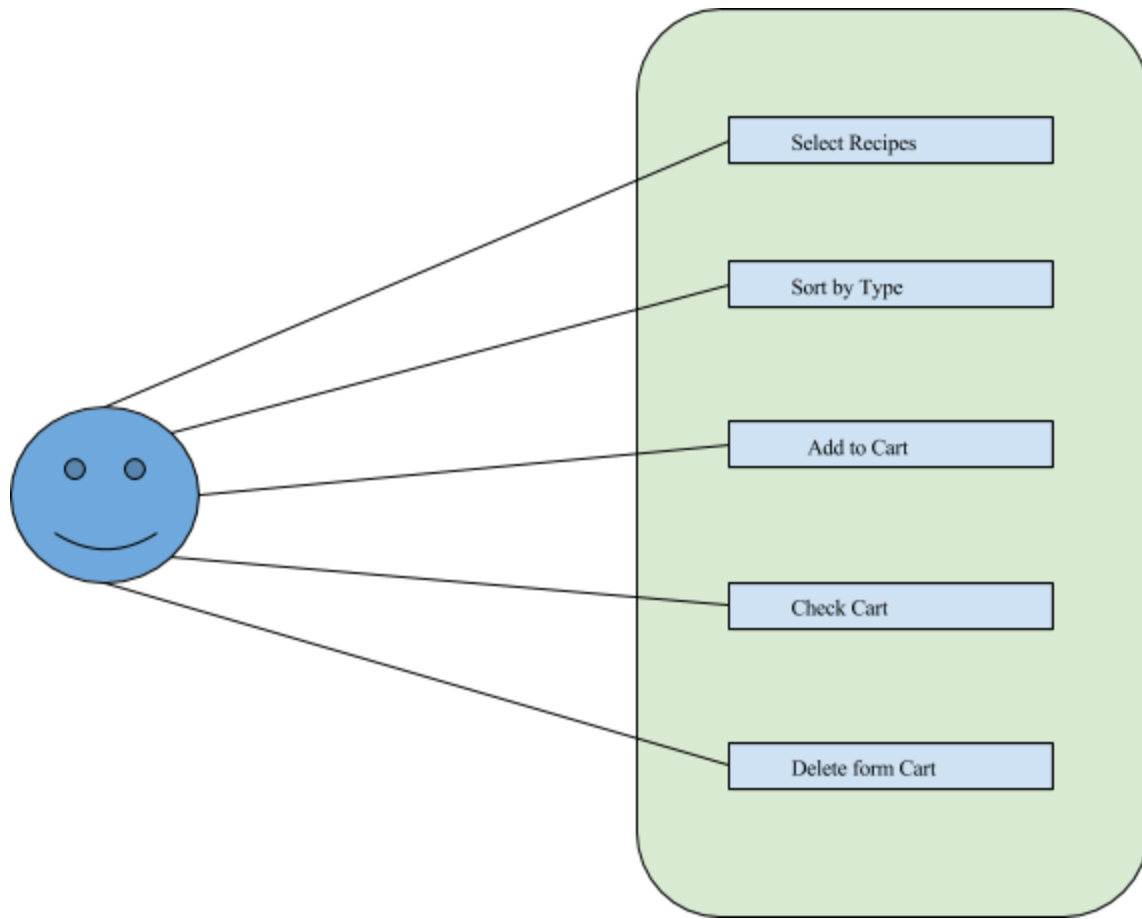 Select Recipes
Sort by Type
Add to Cart
Check Cart
Delete form Cart